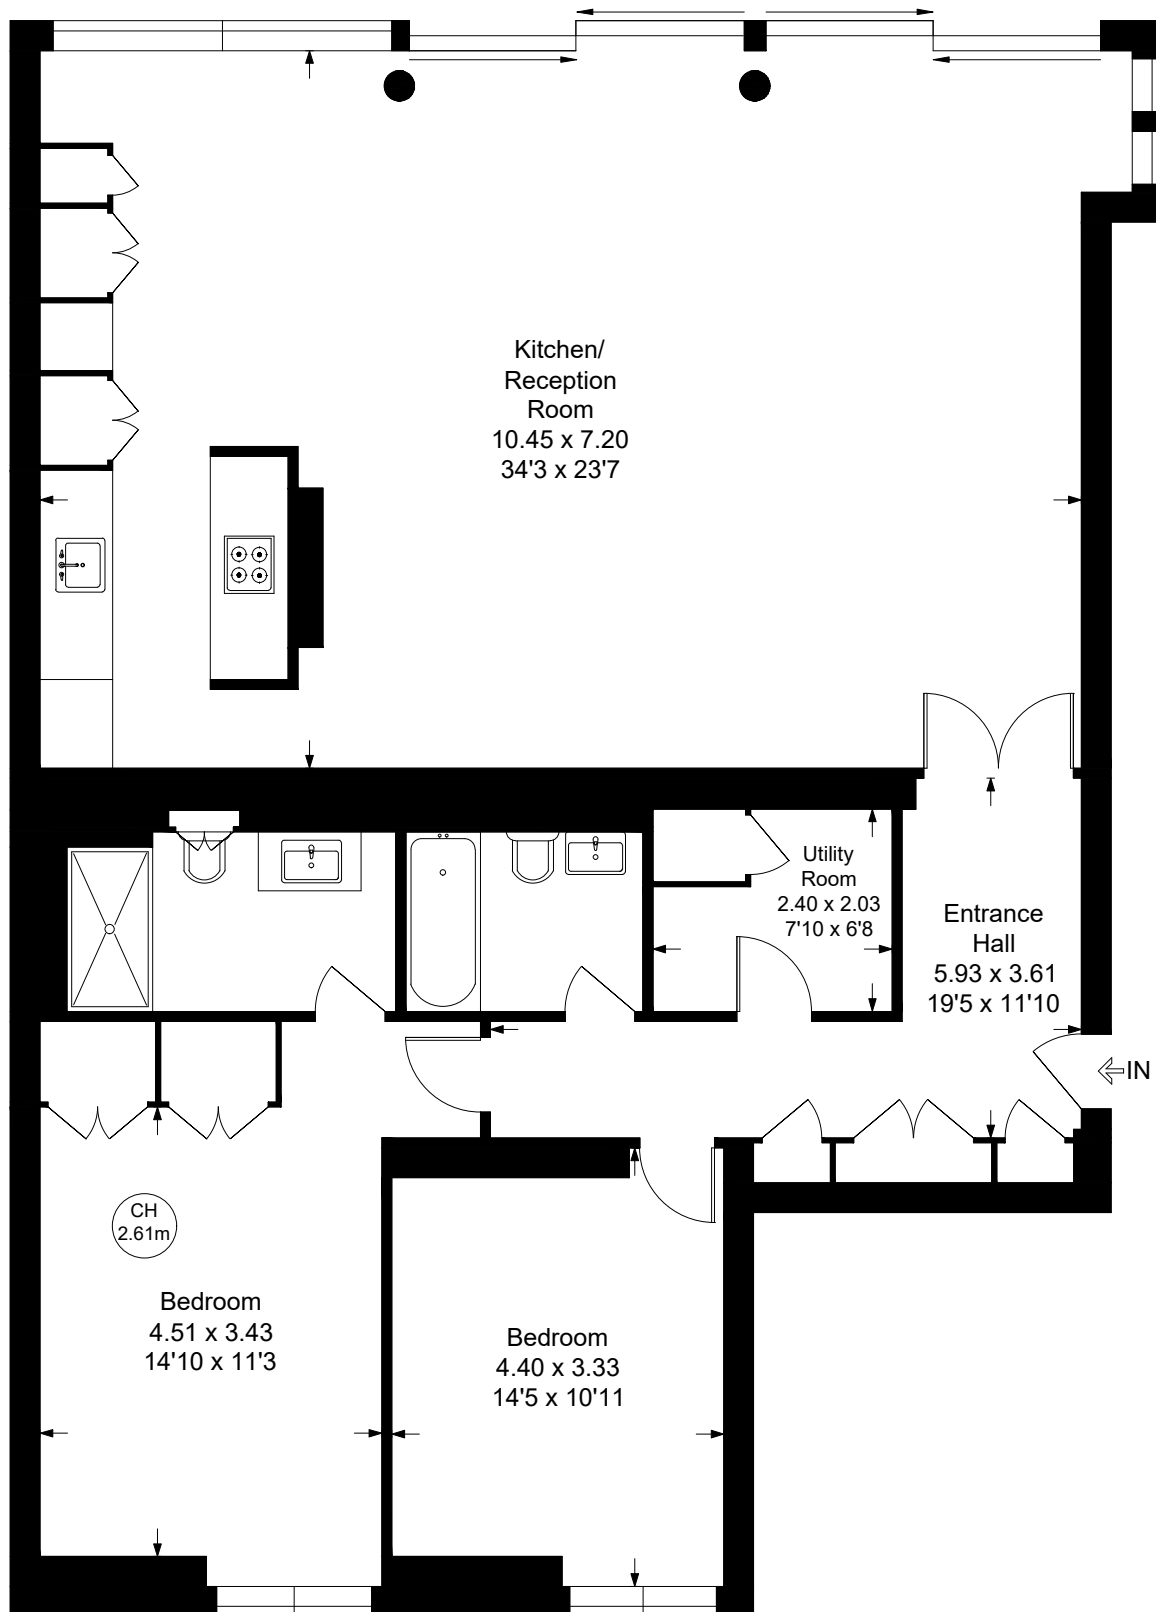 Kitchen/
Reception
Room
10.45 x 7.20
34'3 x 23'7
Utility
Room
2.40 x 2.03
7'10 x 6'8
Entrance
Hall
5.93 x 3.61
19'5 x 11'10
IN
CH
2.61m
Bedroom
4.51 x 3.43
14'10 x 11'3
Bedroom
4.40 x 3.33
14'5 x 10'11